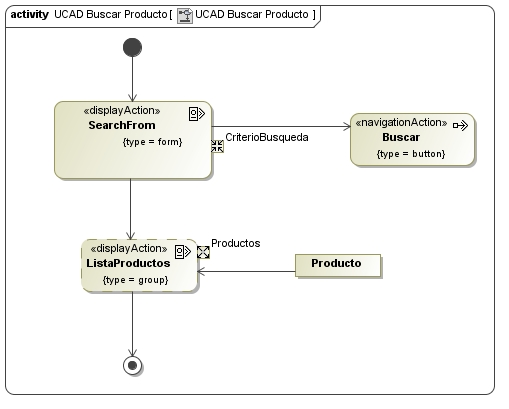 activity UCAD Buscar Producto [ UCAD Buscar Producto ]
«displayAction»
SearchFrom
{type = form}
CriterioBusqueda
«navigationAction»
Buscar
{type = button}
«displayAction»
ListaProductos
{type = group}
Productos
Producto